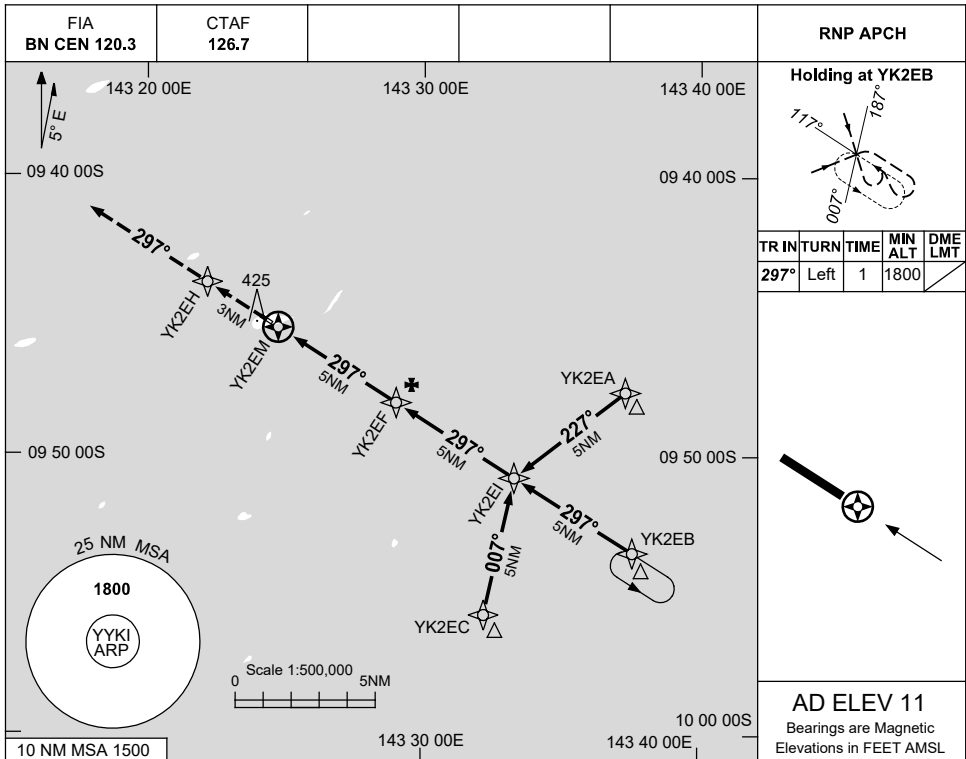 FIA
BN CEN 120.3
CTAF
126.7
RNP APCH
5° E
143 20 00E
143 30 00E
143 40 00E
Holding at YK2EB
117°
187°
007°
09 40 00S
09 40 00S
TR IN TURN TIME MIN ALT DME LMT
297° Left 1 1800
297°
YK2EH
3NM
425
YK2EM
297°
5NM
YK2EF
YK2EA
227°
5NM
297°
5NM
09 50 00S
09 50 00S
YK2EI
297°
5NM
YK2EB
007°
5NM
YK2EC
25 NM MSA
1800
YYKI
ARP
Scale 1:500,000
0 5NM
10 NM MSA 1500
143 30 00E
143 40 00E
10 00 00S
AD ELEV 11
Bearings are Magnetic
Elevations in FEET AMSL